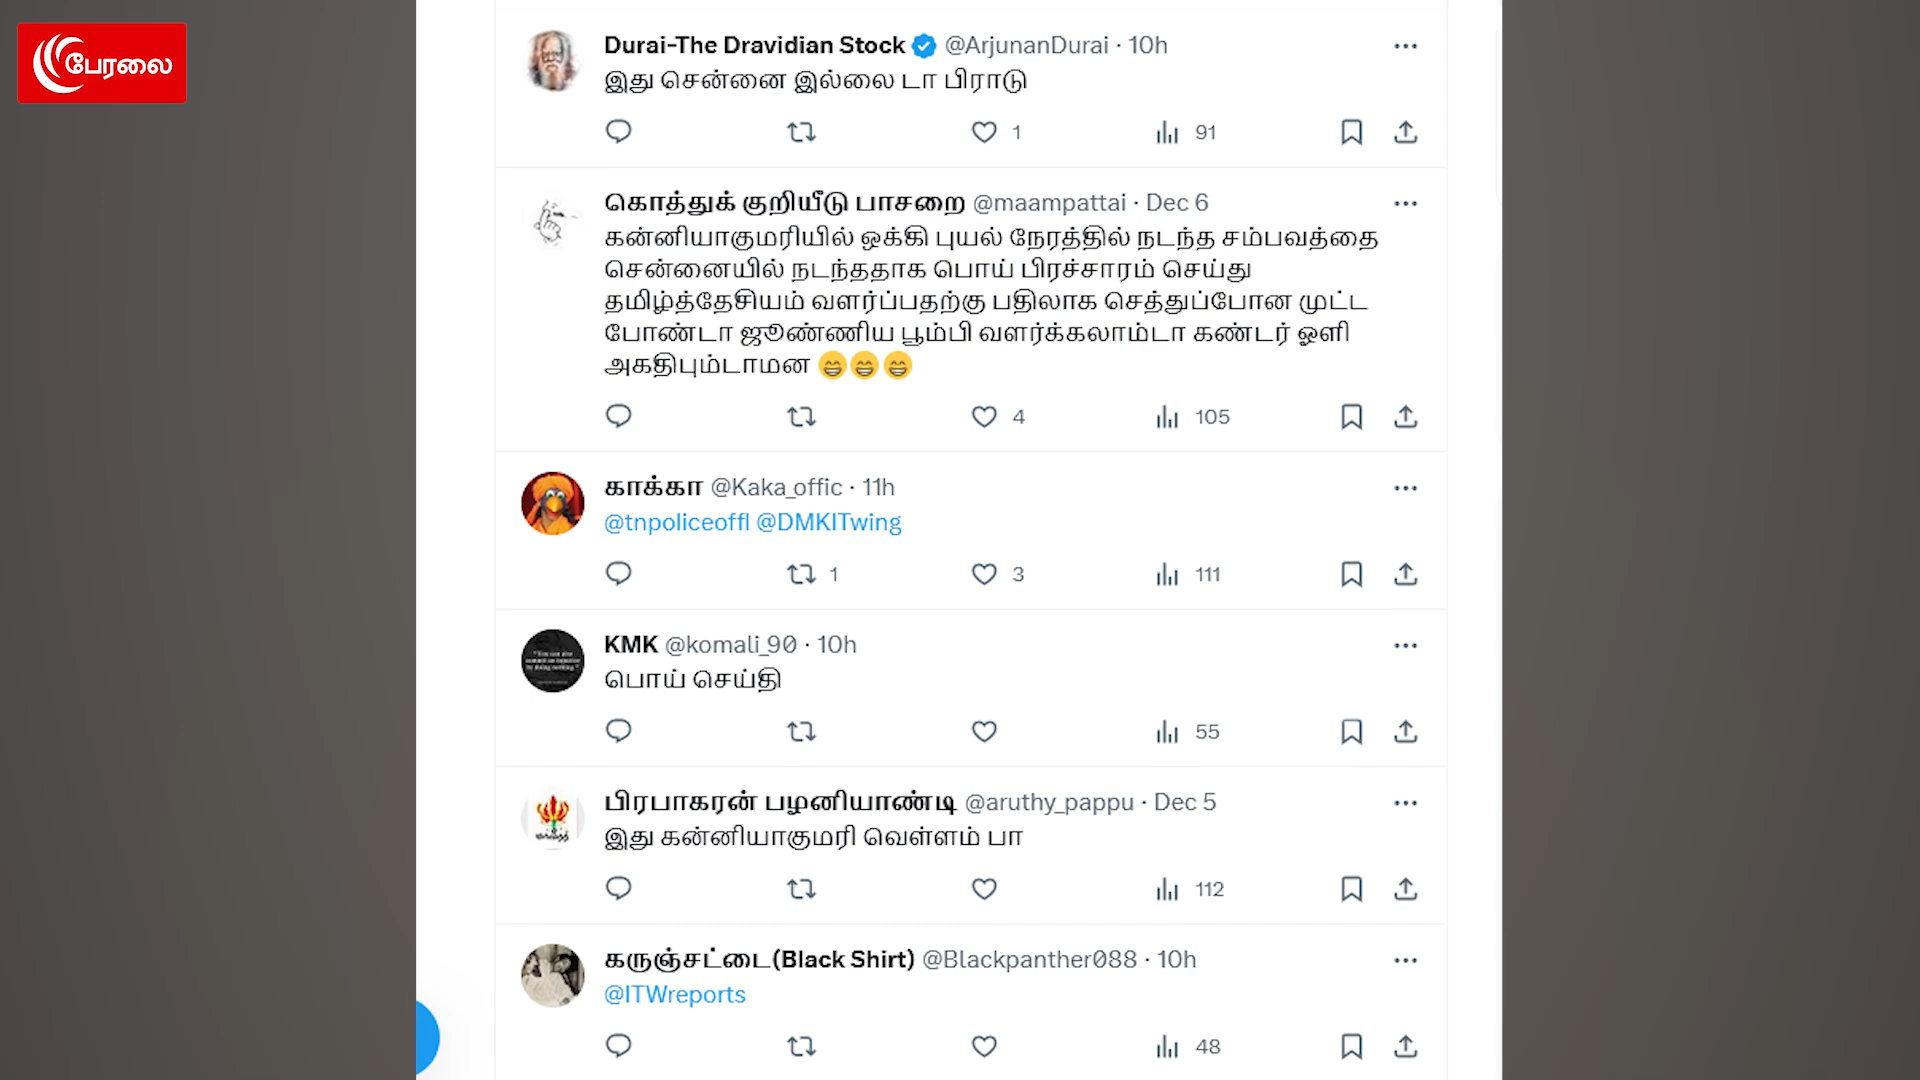 பேரலை
Durai-The Dravidian Stock @ArjunanDurai · 10h
இது சென்னை இல்லை டா பிராடு
1 91
கொத்துக் குறியீடு பாசறை @maampattai · Dec 6
கன்னியாகுமரியில் ஒக்கி புயல் நேரத்தில் நடந்த சம்பவத்தை
சென்னையில் நடந்ததாக பொய் பிரச்சாரம் செய்து
தமிழ்த்தேசியம் வளர்ப்பதற்கு பதிலாக செத்துப்போன முட்ட
போண்டா ஜூண்ணிய பூம்பி வளர்க்கலாம்டா கண்டர் ஓளி
அகதிபும்டாமன 😁😁😁
4 105
காக்கா @Kaka_offic · 11h
@tnpoliceoffl @DMKITwing
1 3 111
KMK @komali_90 · 10h
பொய் செய்தி
55
பிரபாகரன் பழனியாண்டி @aruthy_pappu · Dec 5
இது கன்னியாகுமரி வெள்ளம் பா
112
கருஞ்சட்டை(Black Shirt) @Blackpanther088 · 10h
@ITWreports
48